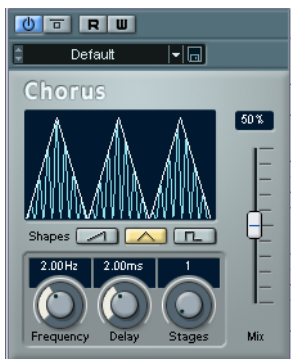 R W
Default
Chorus
50 %
Shapes
2.00Hz 2.00ms 1
Frequency Delay Stages Mix